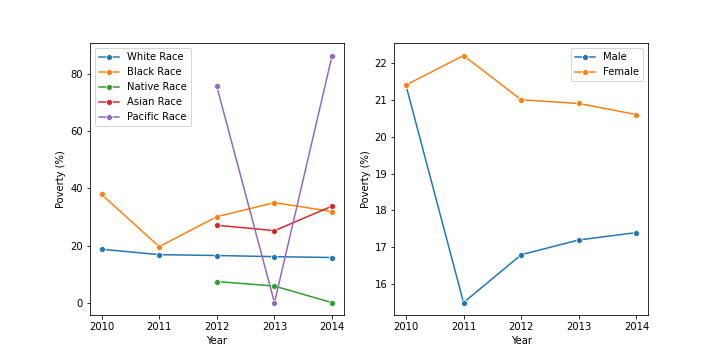 White Race
Black Race
Native Race
Asian Race
Pacific Race
80
60
40
20
0
Poverty (%)
2010 2011 2012 2013 2014
Year
Male
Female
22
21
20
19
18
17
16
Poverty (%)
2010 2011 2012 2013 2014
Year